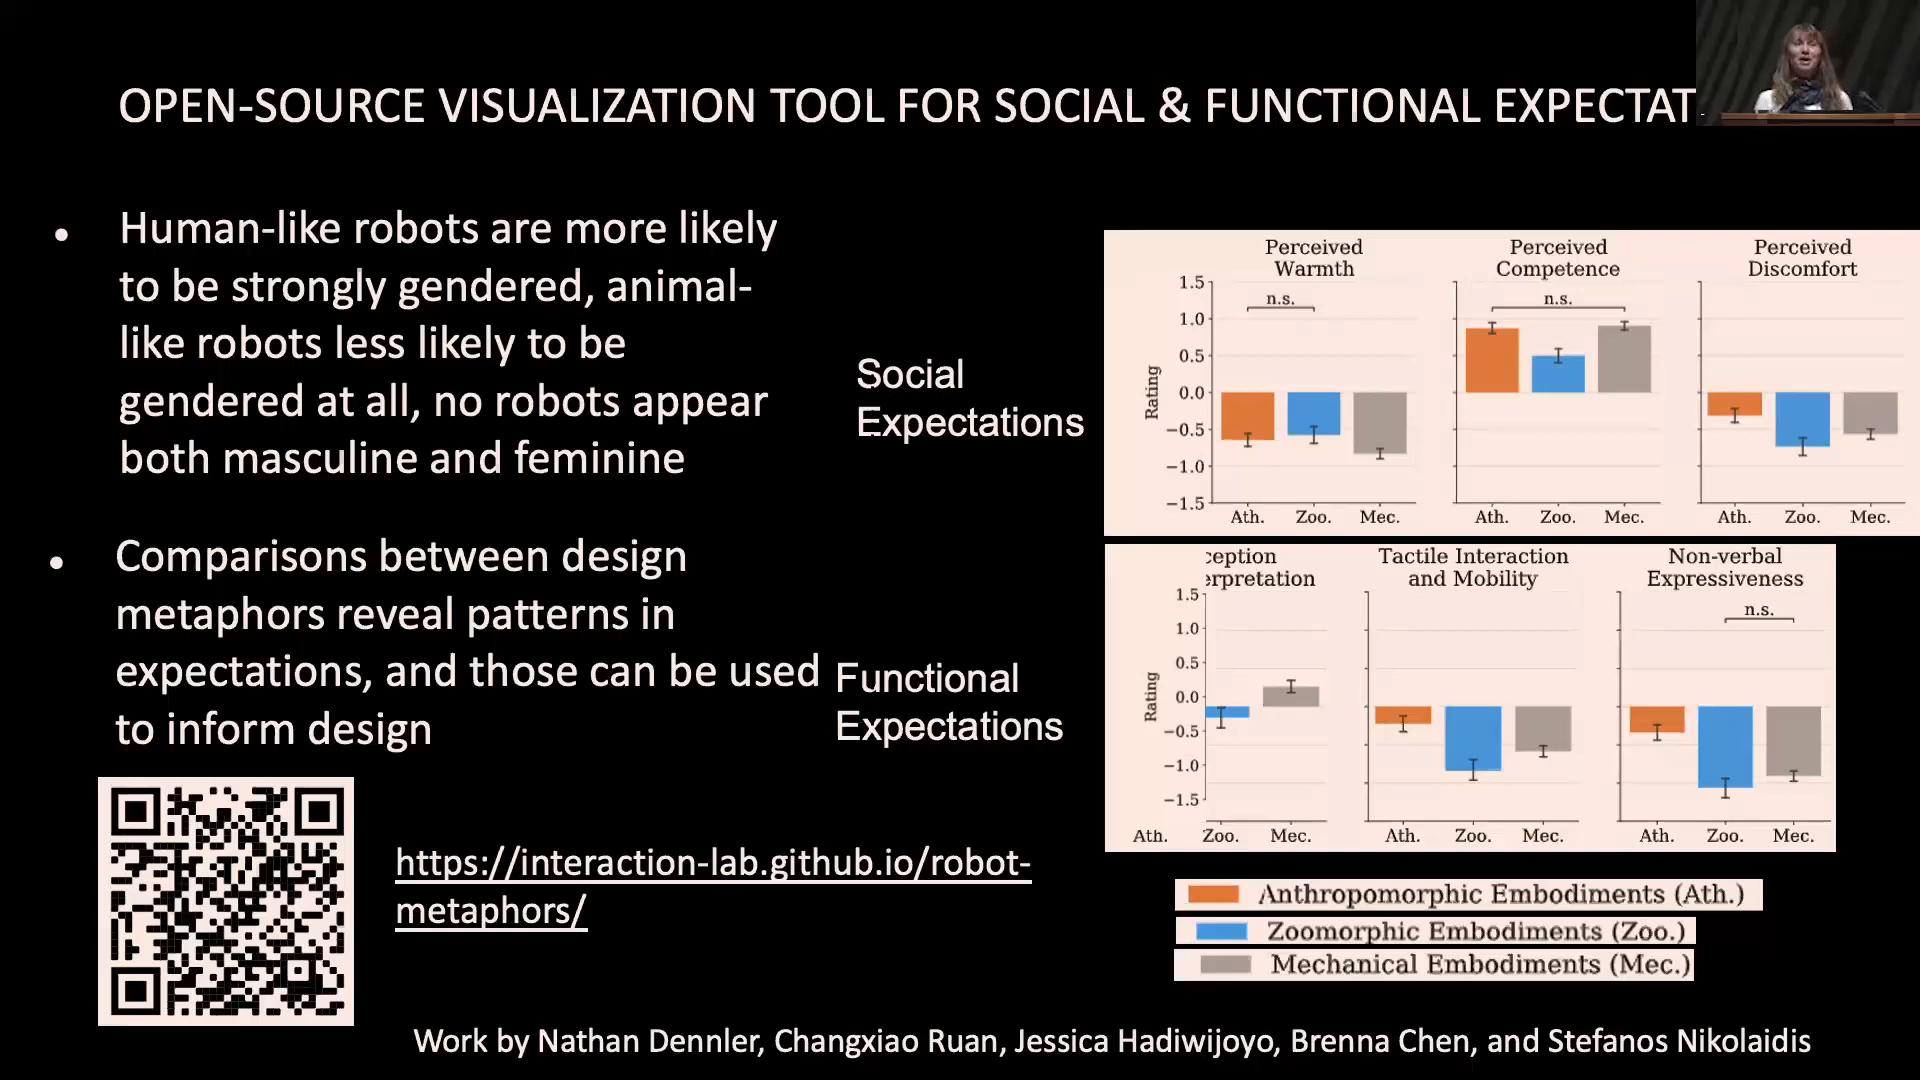 OPEN-SOURCE VISUALIZATION TOOL FOR SOCIAL & FUNCTIONAL EXPECTAT
• Human-like robots are more likely
to be strongly gendered, animal-
like robots less likely to be
gendered at all, no robots appear
both masculine and feminine
• Comparisons between design
metaphors reveal patterns in
expectations, and those can be used
to inform design
https://interaction-lab.github.io/robot-
metaphors/
Social
Expectations
Perceived
Warmth
Perceived
Competence
Perceived
Discomfort
Rating
1.5
1.0
0.5
0.0
−0.5
−1.0
−1.5
n.s.
n.s.
Ath. Zoo. Mec.
Ath. Zoo. Mec.
Ath. Zoo. Mec.
Functional
Expectations
ception
erpretation
Tactile Interaction
and Mobility
Non-verbal
Expressiveness
Rating
1.5
1.0
0.5
0.0
−0.5
−1.0
−1.5
n.s.
Ath. Zoo. Mec.
Ath. Zoo. Mec.
Ath. Zoo. Mec.
Anthropomorphic Embodiments (Ath.)
Zoomorphic Embodiments (Zoo.)
Mechanical Embodiments (Mec.)
Work by Nathan Dennler, Changxiao Ruan, Jessica Hadiwijoyo, Brenna Chen, and Stefanos Nikolaidis